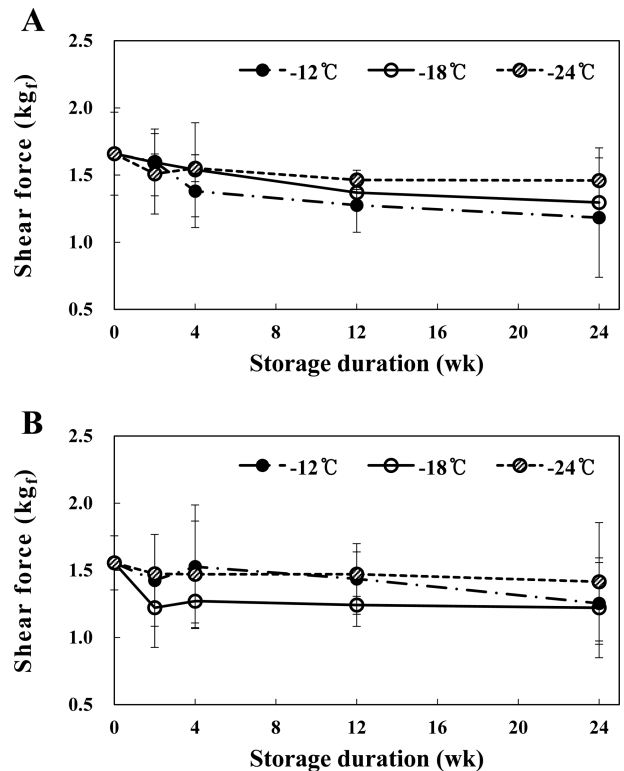 A
-12℃ -18℃ -24℃
Shear force (kgf)
2.5
2.0
1.5
1.0
0.5
0 4 8 12 16 20 24
Storage duration (wk)
B
-12℃ -18℃ -24℃
Shear force (kgf)
2.5
2.0
1.5
1.0
0.5
0 4 8 12 16 20 24
Storage duration (wk)